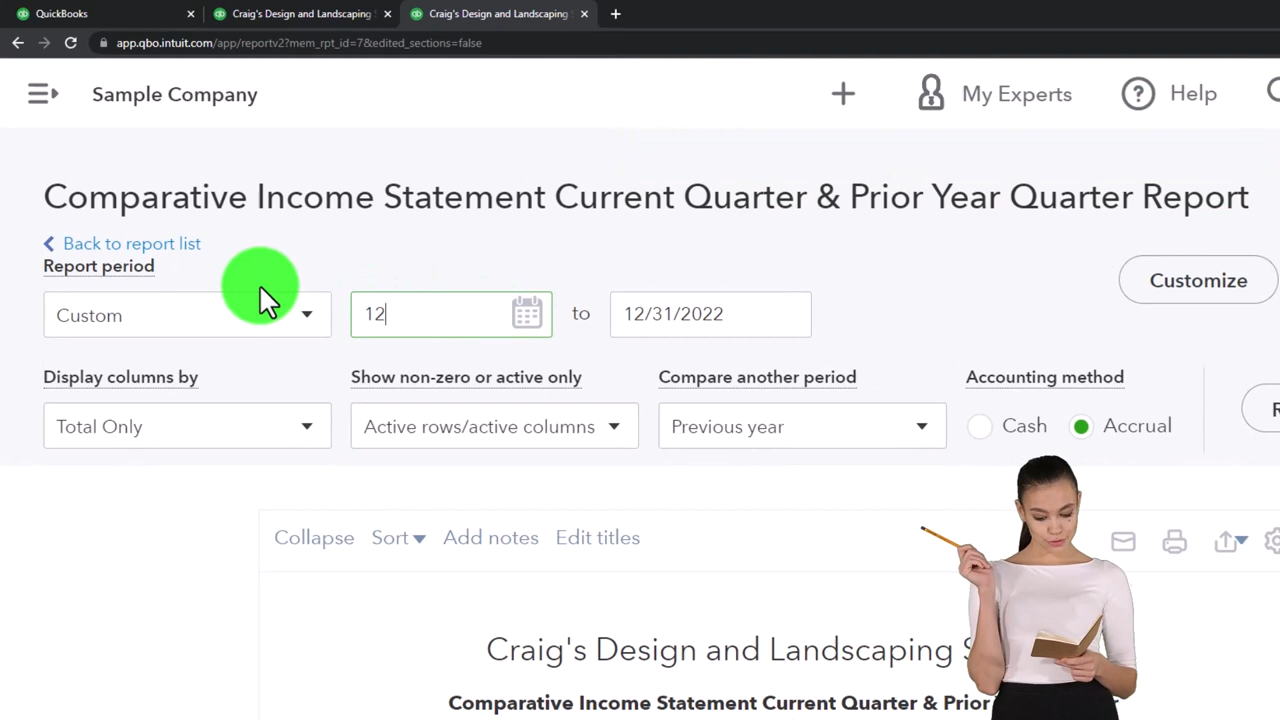 QuickBooks × Craig's Design and Landscaping × Craig's Design and Landscaping × +
app.qbo.intuit.com/app/reportv2?mem_rpt_id=7&edited_sections=false
Sample Company + My Experts ? Help
Comparative Income Statement Current Quarter & Prior Year Quarter Report
Back to report list
Report period
Customize
Custom 12 to 12/31/2022
Display columns by Show non-zero or active only Compare another period Accounting method
Total Only Active rows/active columns Previous year Cash Accrual
Collapse Sort Add notes Edit titles
Craig's Design and Landscaping
Comparative Income Statement Current Quarter & Prior